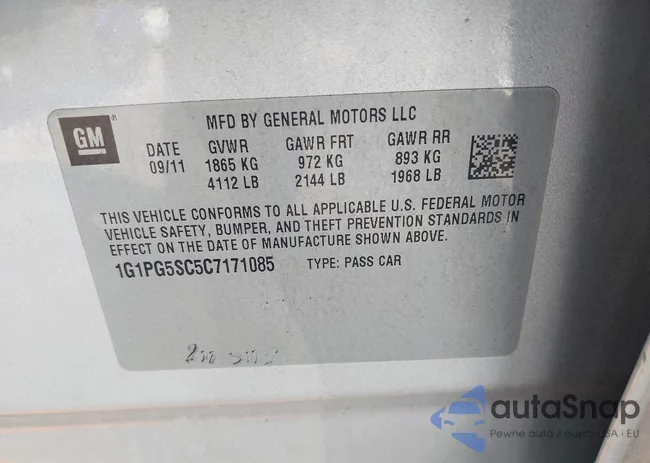 GM
®
MFD BY GENERAL MOTORS LLC
DATE GVWR GAWR FRT GAWR RR
09/11 1865 KG 972 KG 893 KG
4112 LB 2144 LB 1968 LB
THIS VEHICLE CONFORMS TO ALL APPLICABLE U.S. FEDERAL MOTOR
VEHICLE SAFETY, BUMPER, AND THEFT PREVENTION STANDARDS IN
EFFECT ON THE DATE OF MANUFACTURE SHOWN ABOVE.
1G1PG5SC5C7171085 TYPE: PASS CAR
autaSnap
Pewne auta z aukcji USA i EU